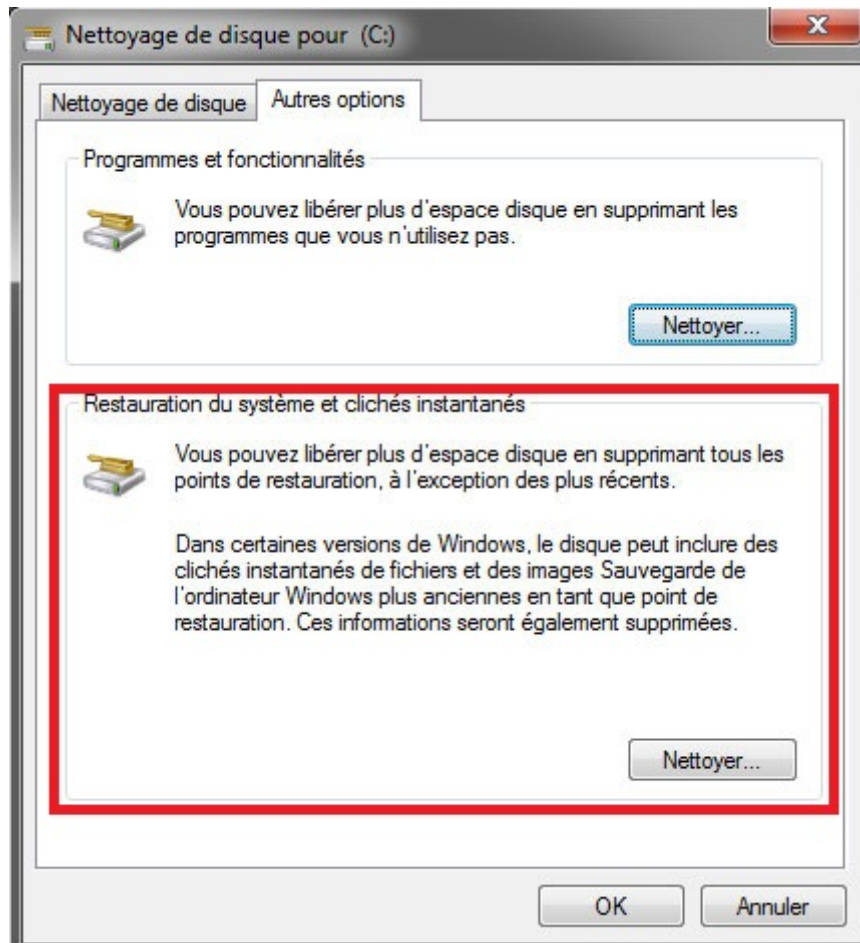 Nettoyage de disque pour (C:)
Nettoyage de disque
Autres options
Programmes et fonctionnalités
Vous pouvez libérer plus d'espace disque en supprimant les
programmes que vous n'utilisez pas.
Nettoyer...
Restauration du système et clichés instantanés
Vous pouvez libérer plus d'espace disque en supprimant tous les
points de restauration, à l'exception des plus récents.
Dans certaines versions de Windows, le disque peut inclure des
clichés instantanés de fichiers et des images Sauvegarde de
l'ordinateur Windows plus anciennes en tant que point de
restauration. Ces informations seront également supprimées.
Nettoyer...
OK
Annuler